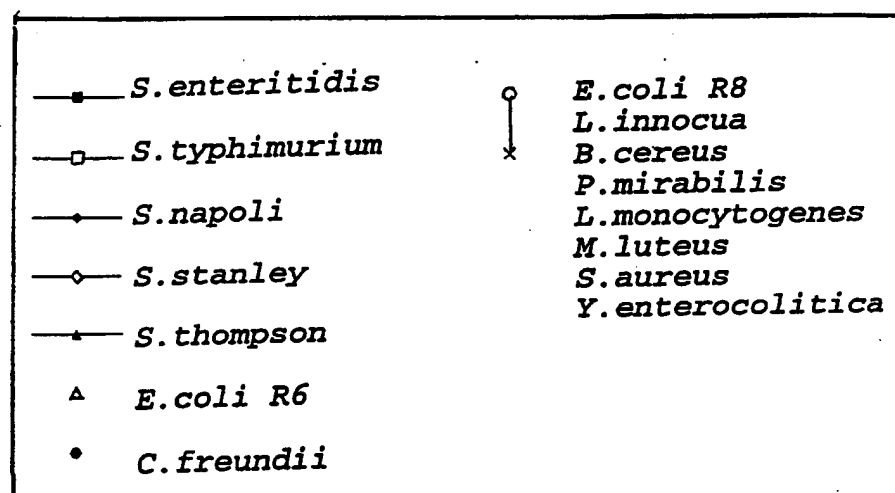 S.enteritidis
S.typhimurium
S.napoli
S.stanley
S.thompson
E.coli R6
C.freundii
E.coli R8
L.innocua
B.cereus
P.mirabilis
L.monocytogenes
M.luteus
S.aureus
Y.enterocolitica